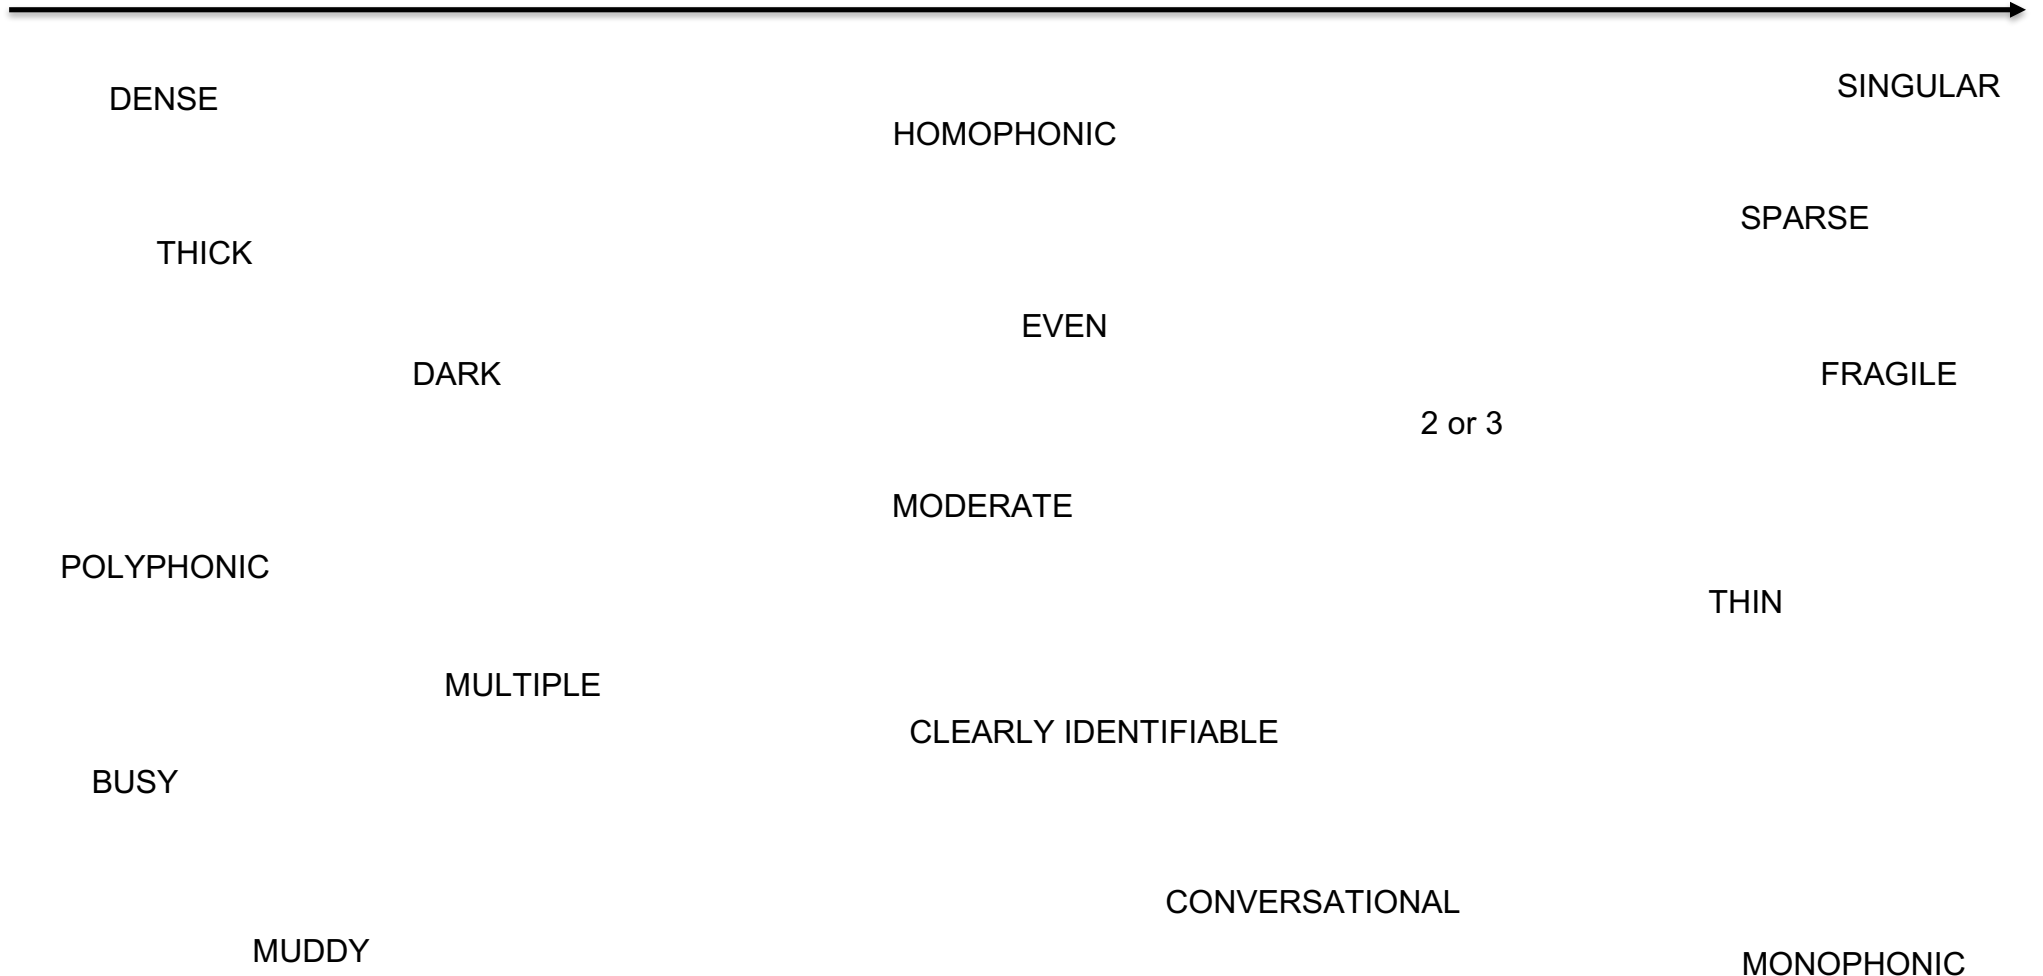 SINGULAR
DENSE
HOMOPHONIC
SPARSE
THICK
EVEN
DARK
FRAGILE
2 or 3
MODERATE
POLYPHONIC
THIN
MULTIPLE
CLEARLY IDENTIFIABLE
BUSY
CONVERSATIONAL
MUDDY
MONOPHONIC